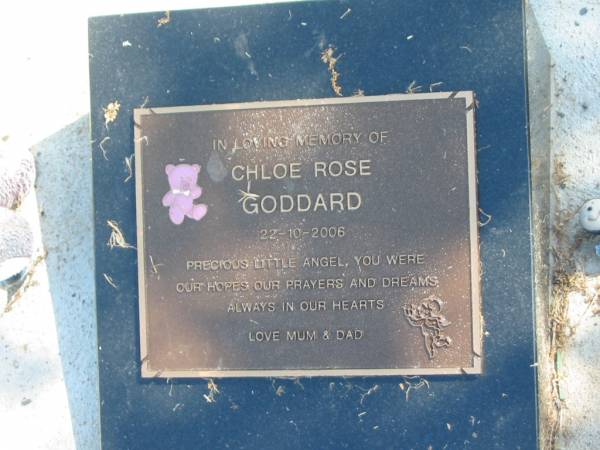 IN LOVING MEMORY OF
CHLOE ROSE
GODDARD
22-10-2006
PRECIOUS LITTLE ANGEL, YOU WERE
OUR HOPES OUR PRAYERS AND DREAMS
ALWAYS IN OUR HEARTS
LOVE MUM & DAD